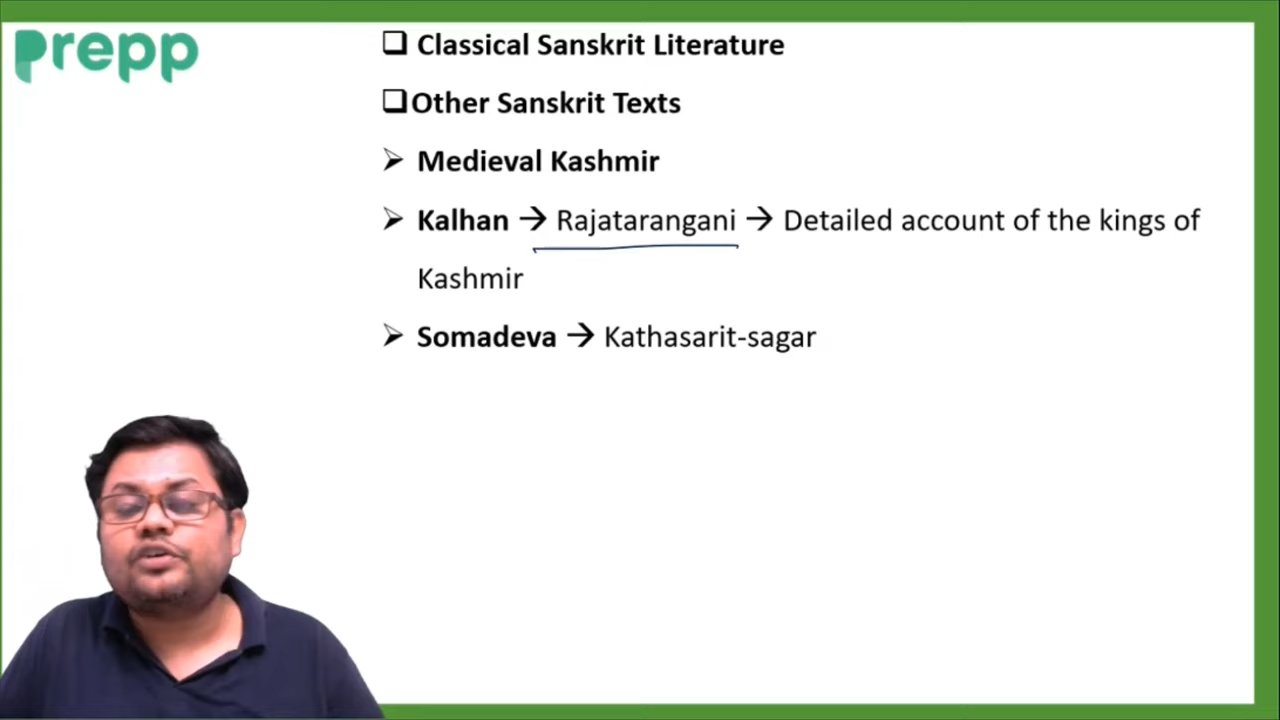 prepp
❑ Classical Sanskrit Literature
❑Other Sanskrit Texts
➢ Medieval Kashmir
➢ Kalhan → Rajatarangani → Detailed account of the kings of
Kashmir
➢ Somadeva → Kathasarit-sagar